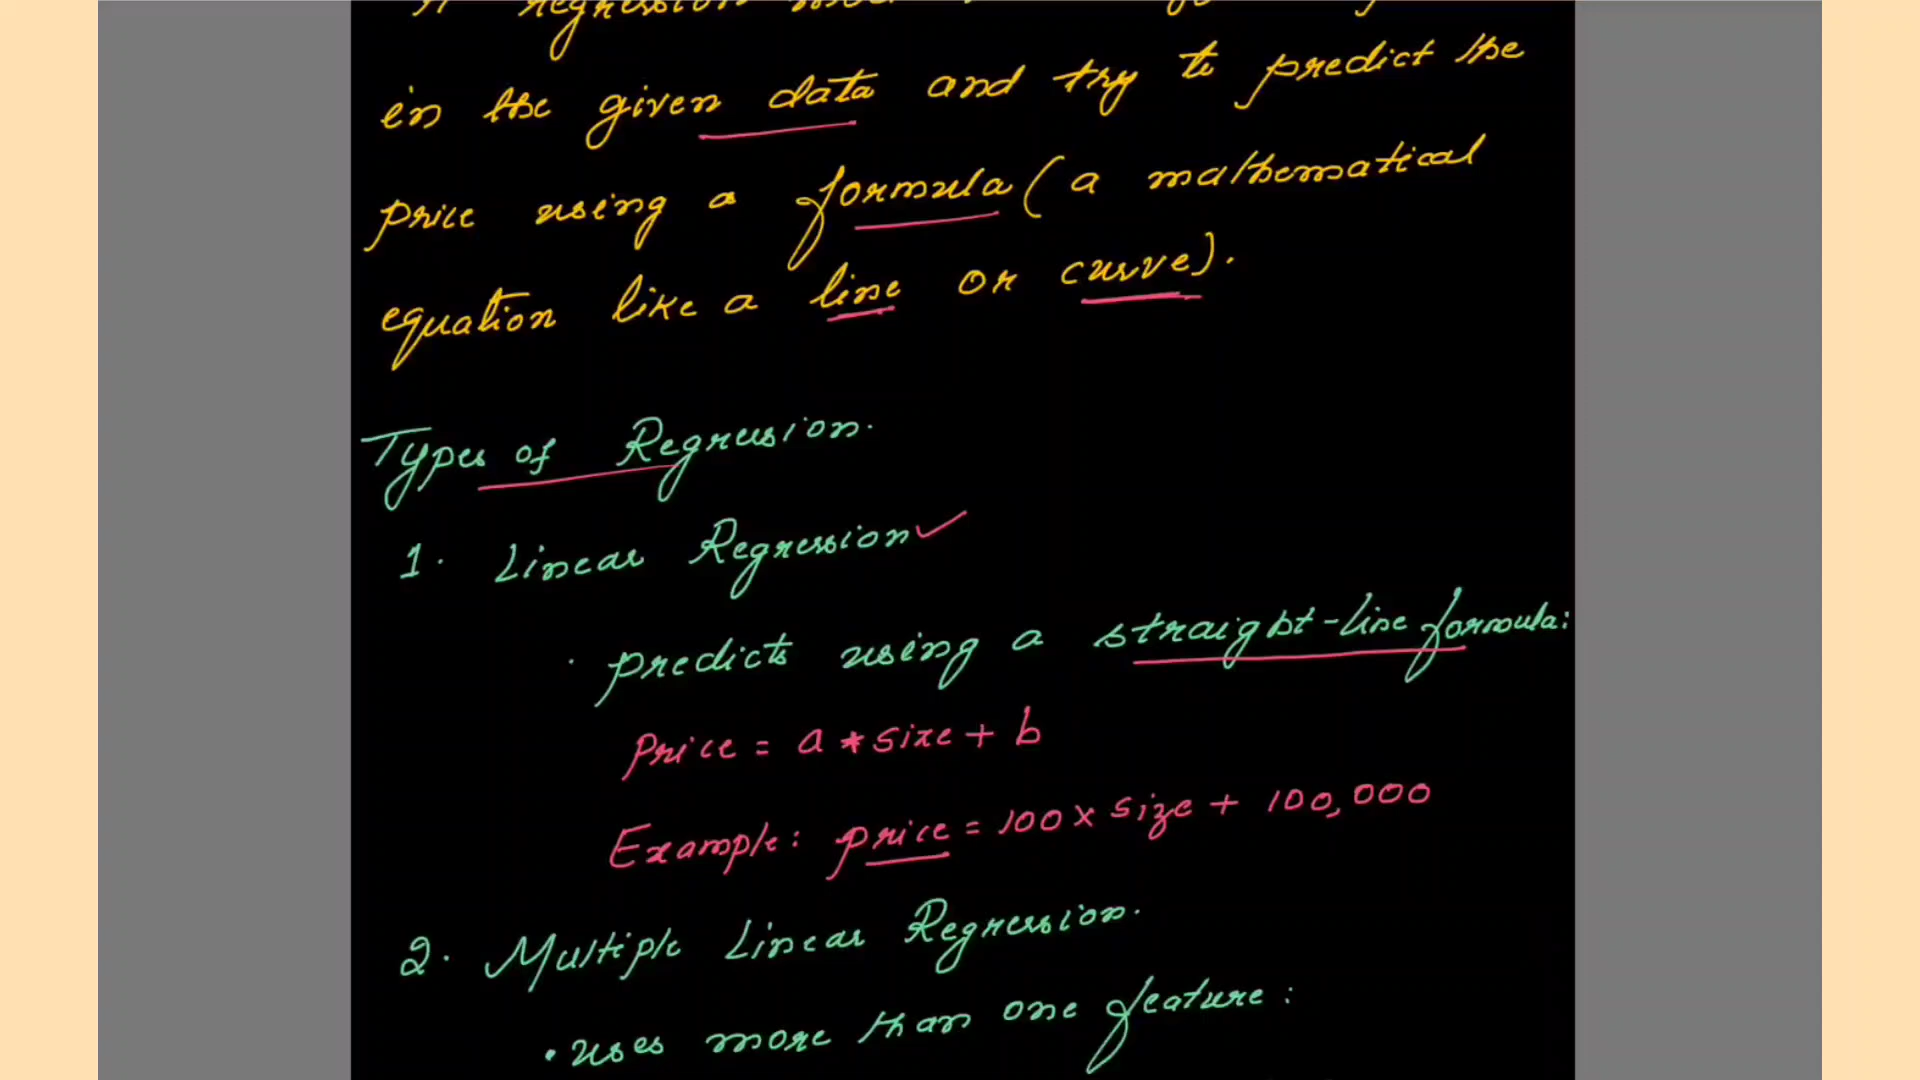 A regression
in the given data and try to predict the
price using a formula (a mathematical
equation like a line or curve).
Types of Regression.
1. Linear Regression
· predicts using a straight-line formula:
Price = a * size + b
Example: price = 100 x size + 100,000
2. Multiple Linear Regression.
• uses more than one feature: